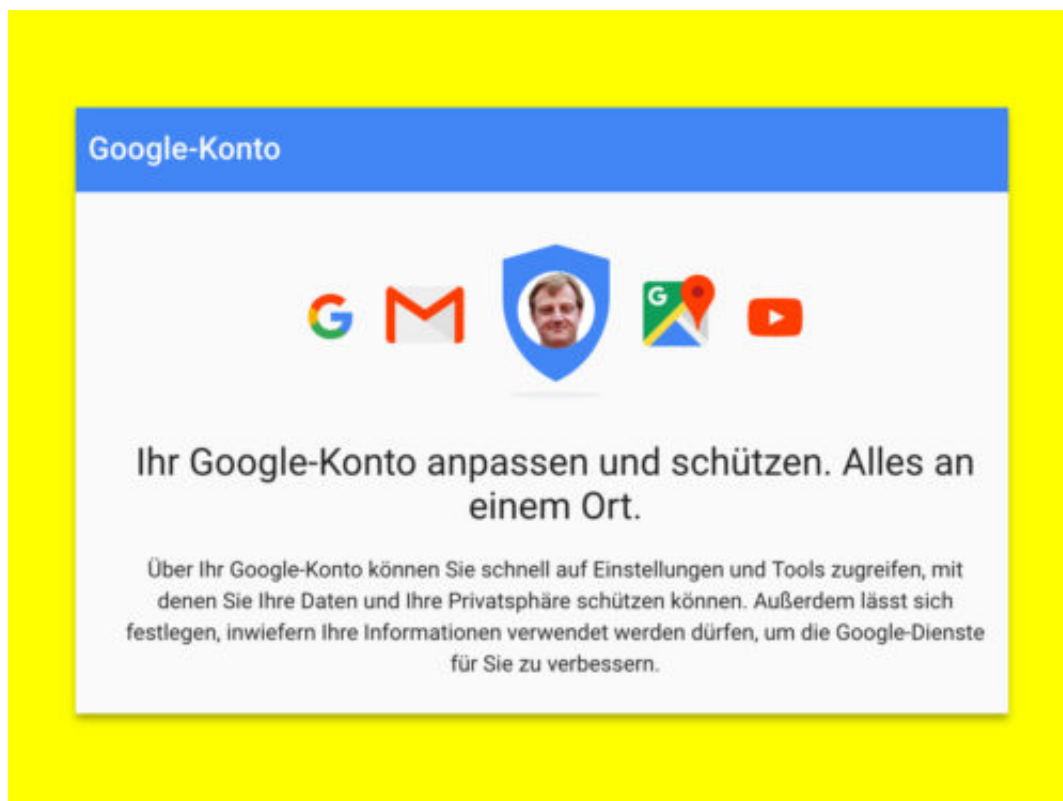 Google-Konto
G
G
Ihr Google-Konto anpassen und schützen. Alles an
einem Ort.
Über Ihr Google-Konto können Sie schnell auf Einstellungen und Tools zugreifen, mit
denen Sie Ihre Daten und Ihre Privatsphäre schützen können. Außerdem lässt sich
festlegen, inwiefern Ihre Informationen verwendet werden dürfen, um die Google-Dienste
für Sie zu verbessern.